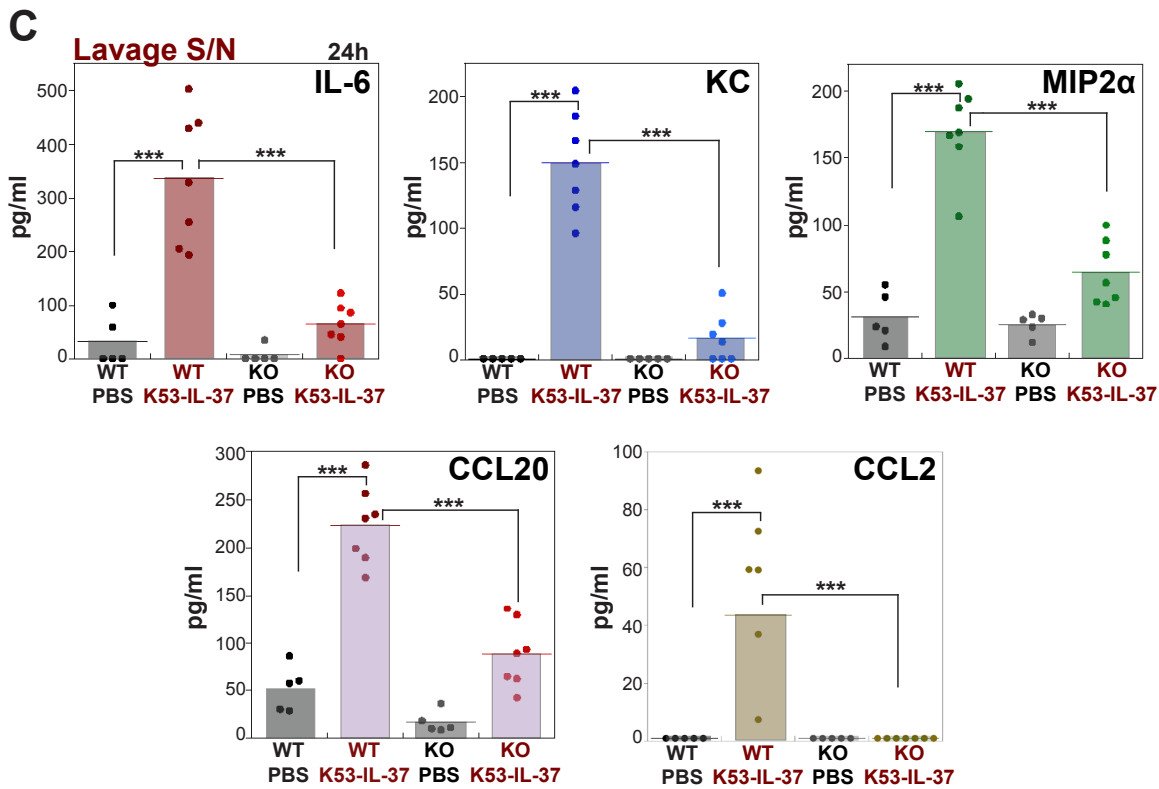 C
Lavage S/N 24h
IL-6
500
400
300
200
100
0
pg/ml
***
***
WT WT KO KO
PBS K53-IL-37 PBS K53-IL-37
KC
200
150
100
50
0
pg/ml
***
***
WT WT KO KO
PBS K53-IL-37 PBS K53-IL-37
MIP2α
200
150
100
50
0
pg/ml
***
***
WT WT KO KO
PBS K53-IL-37 PBS K53-IL-37
CCL20
300
250
200
150
100
50
0
pg/ml
***
***
WT WT KO KO
PBS K53-IL-37 PBS K53-IL-37
CCL2
100
80
60
40
20
0
pg/ml
***
***
WT WT KO KO
PBS K53-IL-37 PBS K53-IL-37